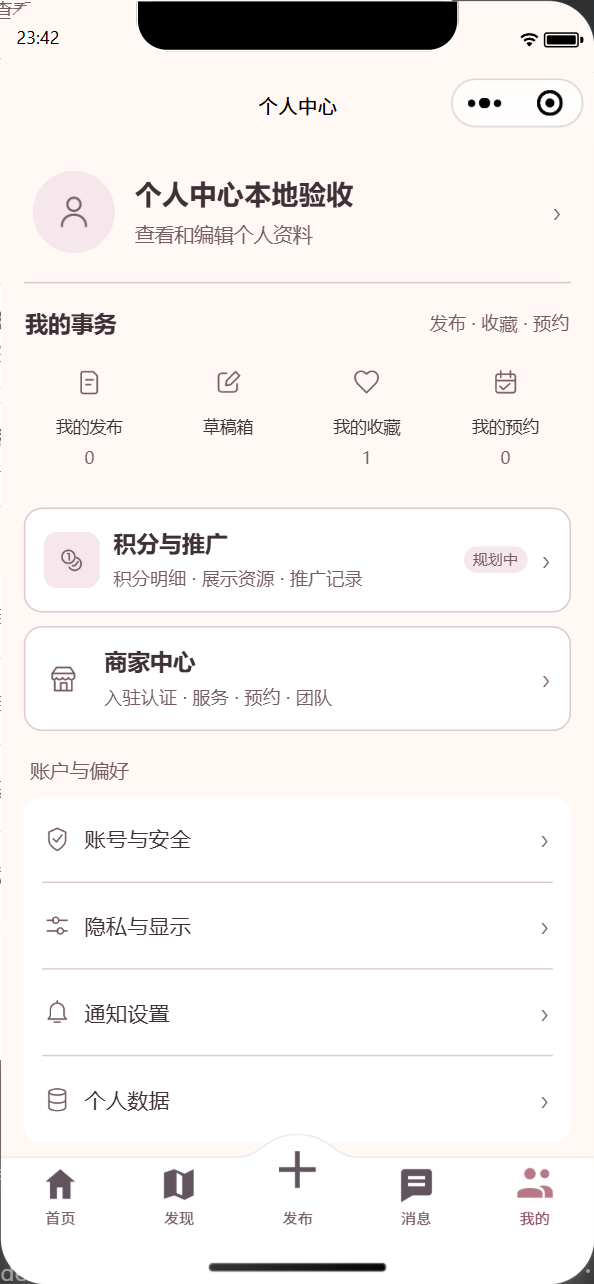 23:42
个人中心
个人中心本地验收
查看和编辑个人资料
我的事务
发布 · 收藏 · 预约
我的发布
草稿箱
我的收藏
我的预约
0
1
0
积分与推广
积分明细 · 展示资源 · 推广记录
规划中
商家中心
入驻认证 · 服务 · 预约 · 团队
账户与偏好
账号与安全
隐私与显示
通知设置
个人数据
首页
发现
发布
消息
我的